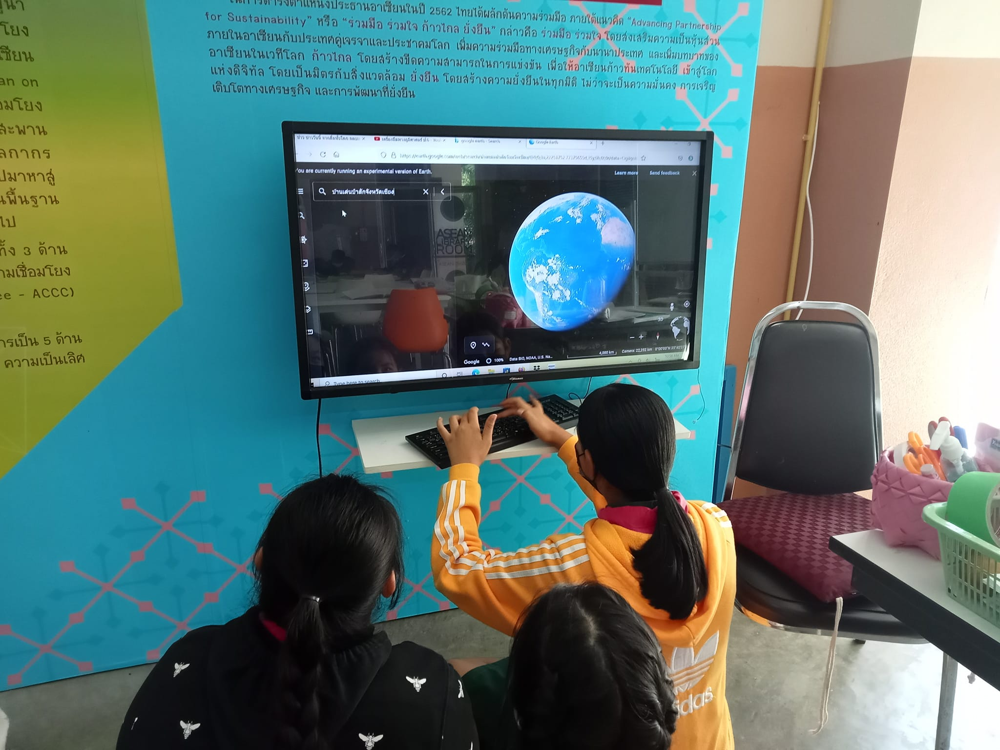 ในการดำรงตำแหน่งประธานอาเซียนในปี 2562 ไทยได้ผลักดันความร่วมมือ ภายใต้แนวคิด "Advancing Partnership
for Sustainability" หรือ "ร่วมมือ ร่วมใจ ก้าวไกล ยั่งยืน" กล่าวคือ ร่วมมือ ร่วมใจ โดยส่งเสริมความเป็นหุ้นส่วน
ภายในอาเซียนกับประเทศคู่เจรจาและประชาคมโลก เพิ่มความร่วมมือทางเศรษฐกิจกับนานาประเทศ และเพิ่มบทบาทของ
อาเซียนในเวทีโลก ก้าวไกล โดยสร้างขีดความสามารถในการแข่งขัน เพื่อให้อาเซียนก้าวทันเทคโนโลยี เข้าสู่โลก
แห่งดิจิทัล โดยเป็นมิตรกับสิ่งแวดล้อม ยั่งยืน โดยสร้างความยั่งยืนในทุกมิติ ไม่ว่าจะเป็นความมั่นคง การเจริญ
เติบโตทางเศรษฐกิจ และการพัฒนาที่ยั่งยืน
โยง
เซียน
an on
อมโยง
สะพาน
ลกากร
ปมาหาสู่
นพื้นฐาน
ไป
ทั้ง 3 ด้าน
ามเชื่อมโยง
ee - ACCC)
ารเป็น 5 ด้าน
ความเป็นเลิศ
google earth - Search
Google Earth
https://earth.google.com/web/search/
You are currently running an experimental version of Earth.
Learn more
Send feedback
บ้านเด่นป่าสักจังหวัดเชียง
ASEAN
LIBRARY
ROOM
3D
Google
100%
Data SIO, NOAA, U.S. Na...
4,000 km
Camera: 22,252 km
Type here to search
10:56 AM
adidas